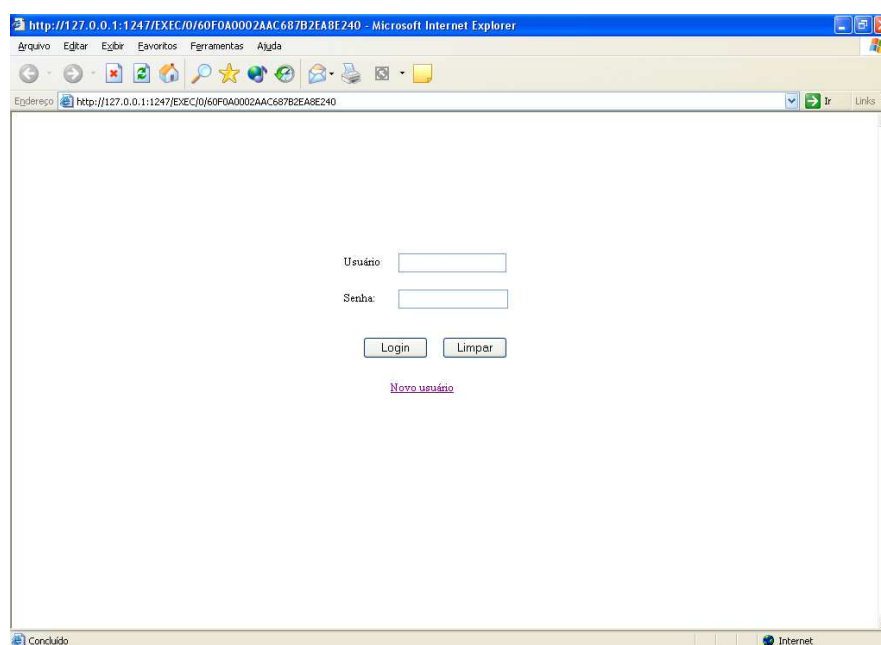 http://127.0.0.1:1247/EXEC/0/60F0A0002AAC687B2EA8E240 - Microsoft Internet Explorer
Arquivo Editar Exibir Favoritos Ferramentas Ajuda
Endereço http://127.0.0.1:1247/EXEC/0/60F0A0002AAC687B2EA8E240 Ir Links
Usuário
Senha:
Login Limpar
Novo usuário
Concluído Internet